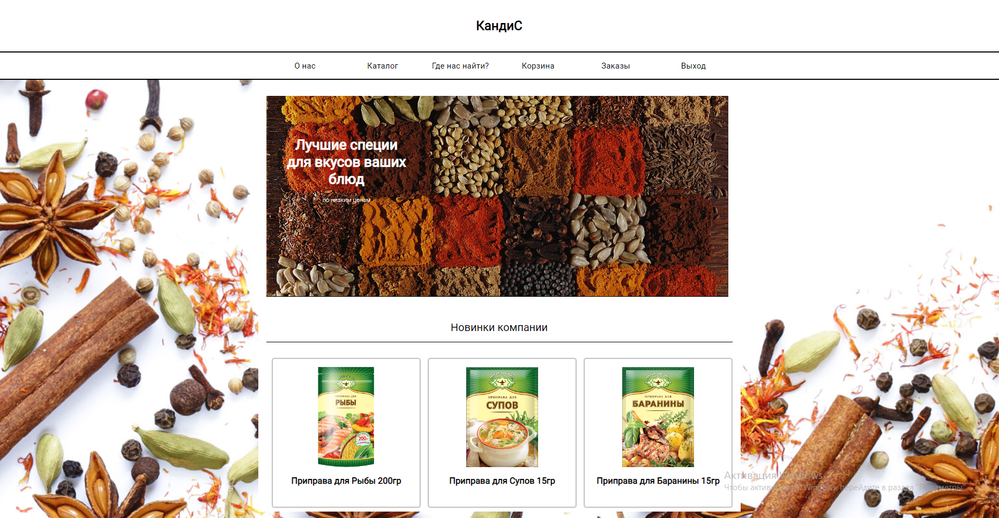 КандиС
О нас
Каталог
Где нас найти?
Корзина
Заказы
Выход
Лучшие специи
для вкусов ваших
блюд
по низким ценам
Новинки компании
ПРИПРАВА ДЛЯ
РЫБЫ
200г
Приправа для Рыбы 200гр
ПРИПРАВА ДЛЯ
СУПОВ
Приправа для Супов 15гр
ПРИПРАВА ДЛЯ
БАРАНИНЫ
Приправа для Баранины 15гр
Активация Windows
Чтобы активировать Windows, перейдите в раздел "Параметры".